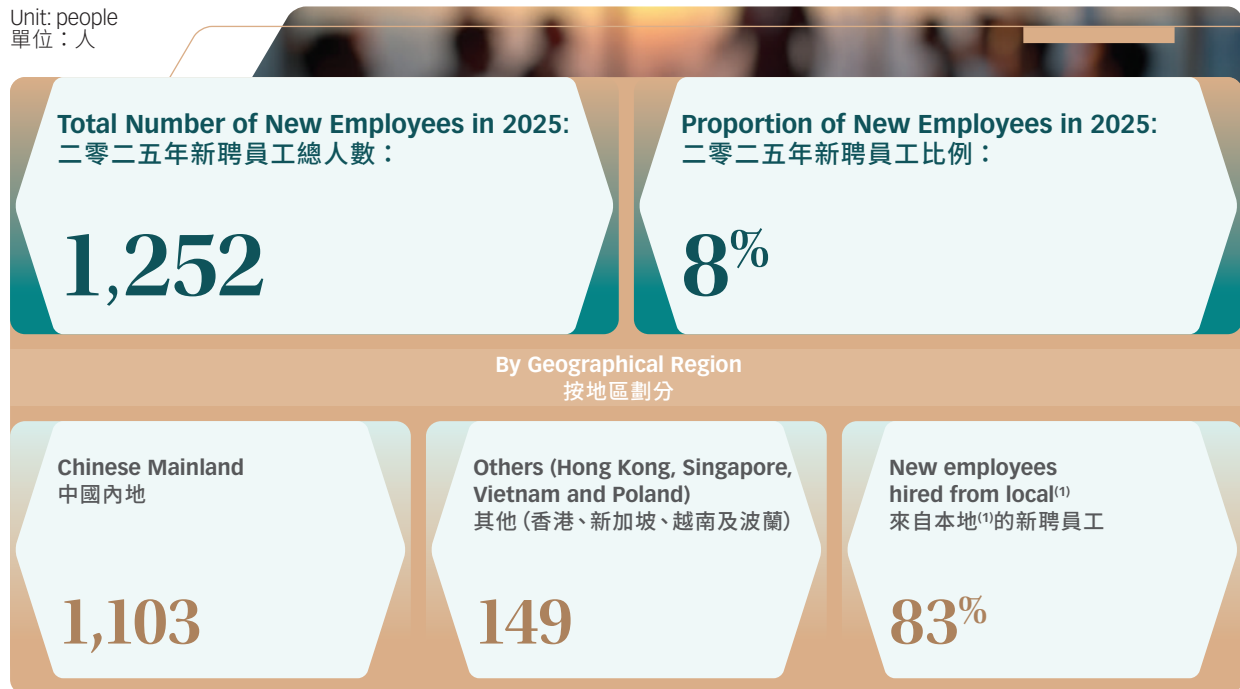 Unit: people
單位：人
Total Number of New Employees in 2025:
二零二五年新聘員工總人數：
1,252
Proportion of New Employees in 2025:
二零二五年新聘員工比例：
8%
By Geographical Region
按地區劃分
Chinese Mainland
中國內地
1,103
Others (Hong Kong, Singapore,
Vietnam and Poland)
其他（香港、新加坡、越南及波蘭）
149
New employees
hired from local(1)
來自本地(1)的新聘員工
83%